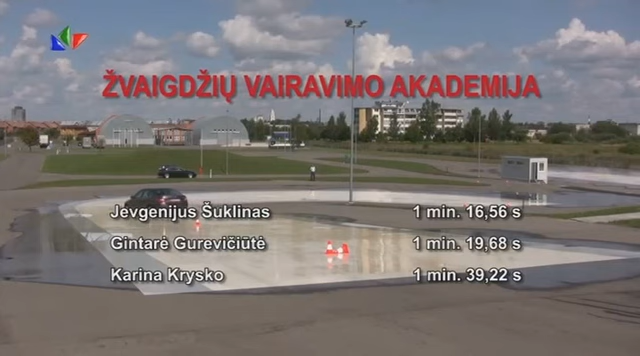 ŽVAIGDŽIŲ VAIRAVIMO AKADEMIJA
Jevgenijus Šuklinas 1 min. 16,56 s
Gintarė Gurevičiūtė 1 min. 19,68 s
Karina Krysko 1 min. 39,22 s